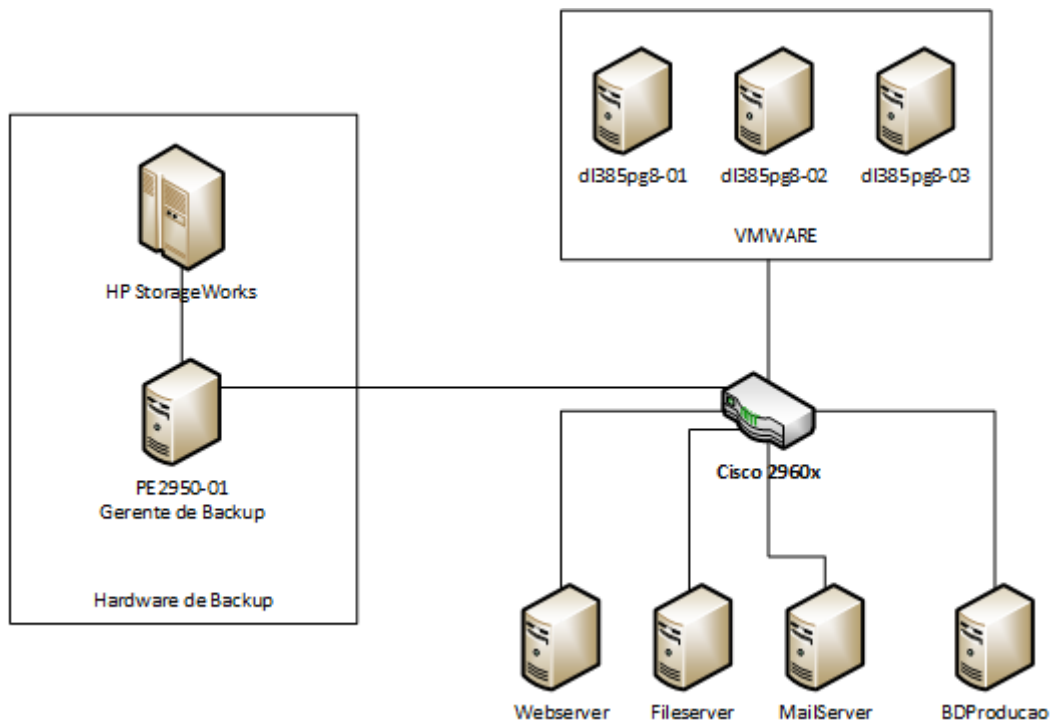 dl385pg8-01
dl385pg8-02
dl385pg8-03
VMWARE
HP StorageWorks
PE2950-01
Gerente de Backup
Hardware de Backup
Cisco 2960x
Webserver
Fileserver
MailServer
BDProducao